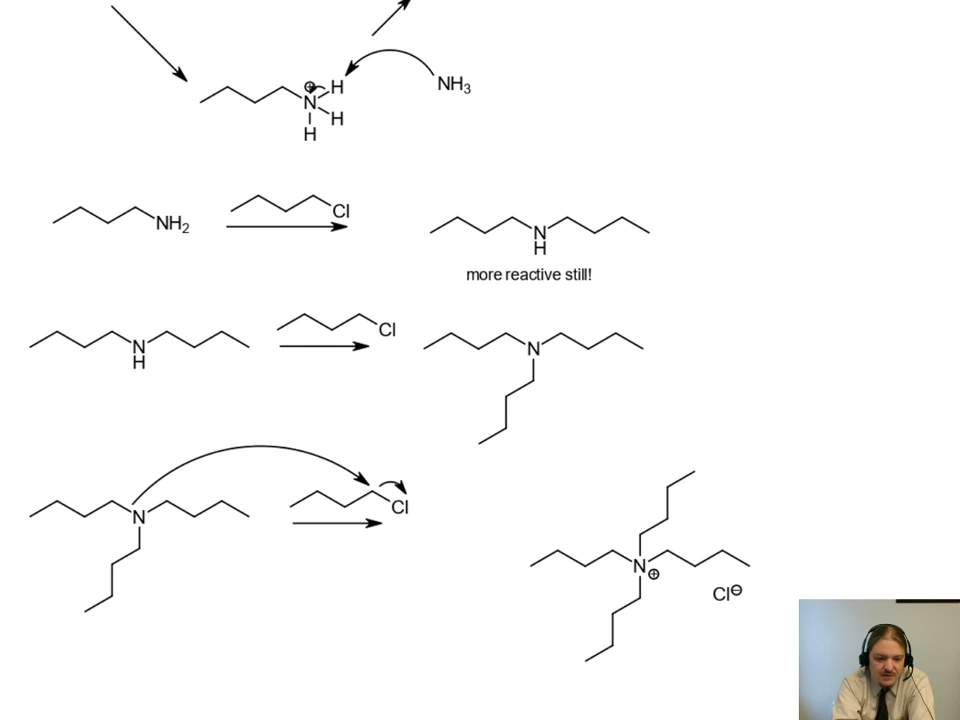 ⊕ H
N H
H
NH₃
NH₂
Cl
N
H
more reactive still!
N
H
Cl
N
N
Cl
N⊕
Cl⊖